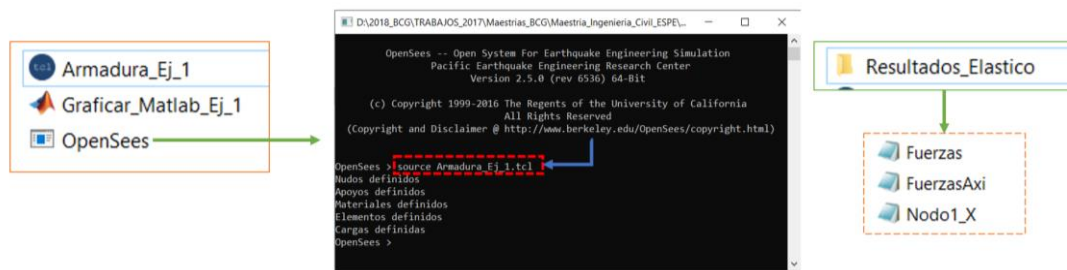 tcl
Armadura_Ej_1
Graficar_Matlab_Ej_1
OpenSees
D:\2018_BCG\TRABAJOS_2017\Maestrias_BCG\Maestria_Ingenieria_Civil_ESPE\...
OpenSees -- Open System For Earthquake Engineering Simulation
Pacific Earthquake Engineering Research Center
Version 2.5.0 (rev 6536) 64-Bit
(c) Copyright 1999-2016 The Regents of the University of California
All Rights Reserved
(Copyright and Disclaimer @ http://www.berkeley.edu/OpenSees/copyright.html)
OpenSees > source Armadura_Ej_1.tcl
Nudos definidos
Apoyos definidos
Materiales definidos
Elementos definidos
Cargas definidas
OpenSees >
Resultados_Elastico
Fuerzas
FuerzasAxi
Nodo1_X